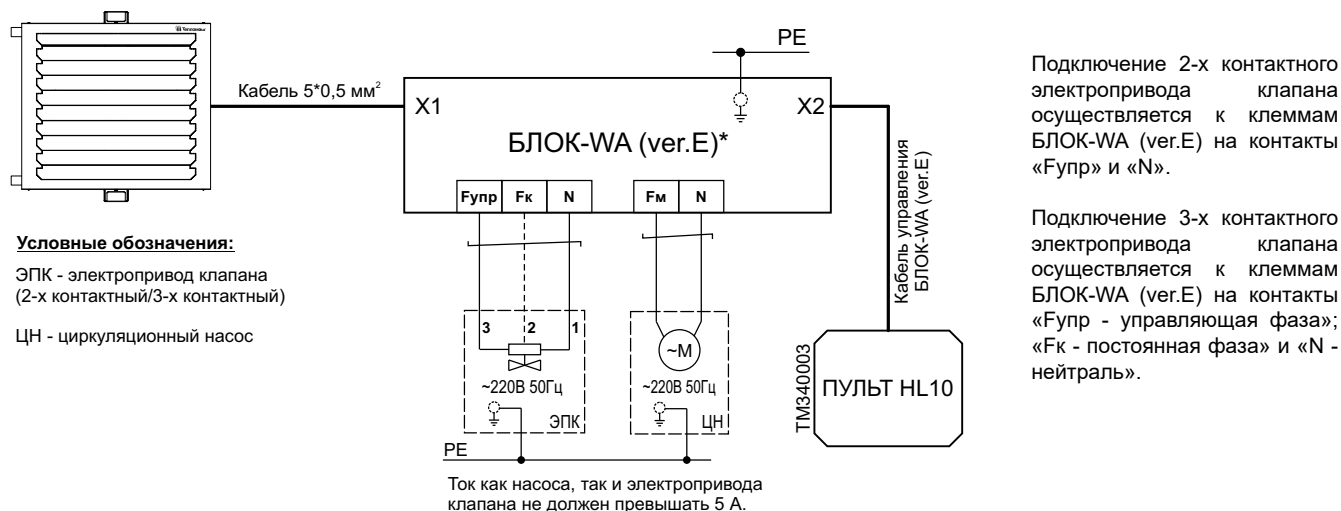 Тепломаш
Кабель 5*0,5 мм²
PE
X1
X2
БЛОК-WA (ver.E)*
Fупр
Fк
N
Fм
N
Кабель управления
БЛОК-WA (ver.E)
Условные обозначения:
ЭПК - электропривод клапана
(2-х контактный/3-х контактный)
ЦН - циркуляционный насос
3
2
1
~220В 50Гц
ЭПК
~М
~220В 50Гц
ЦН
PE
Ток как насоса, так и электропривода
клапана не должен превышать 5 А.
ТМ340003
ПУЛЬТ HL10
Подключение 2-х контактного
электропривода клапана
осуществляется к клеммам
БЛОК-WA (ver.E) на контакты
«Fупр» и «N».
Подключение 3-х контактного
электропривода клапана
осуществляется к клеммам
БЛОК-WA (ver.E) на контакты
«Fупр - управляющая фаза»;
«Fк - постоянная фаза» и «N -
нейтраль».